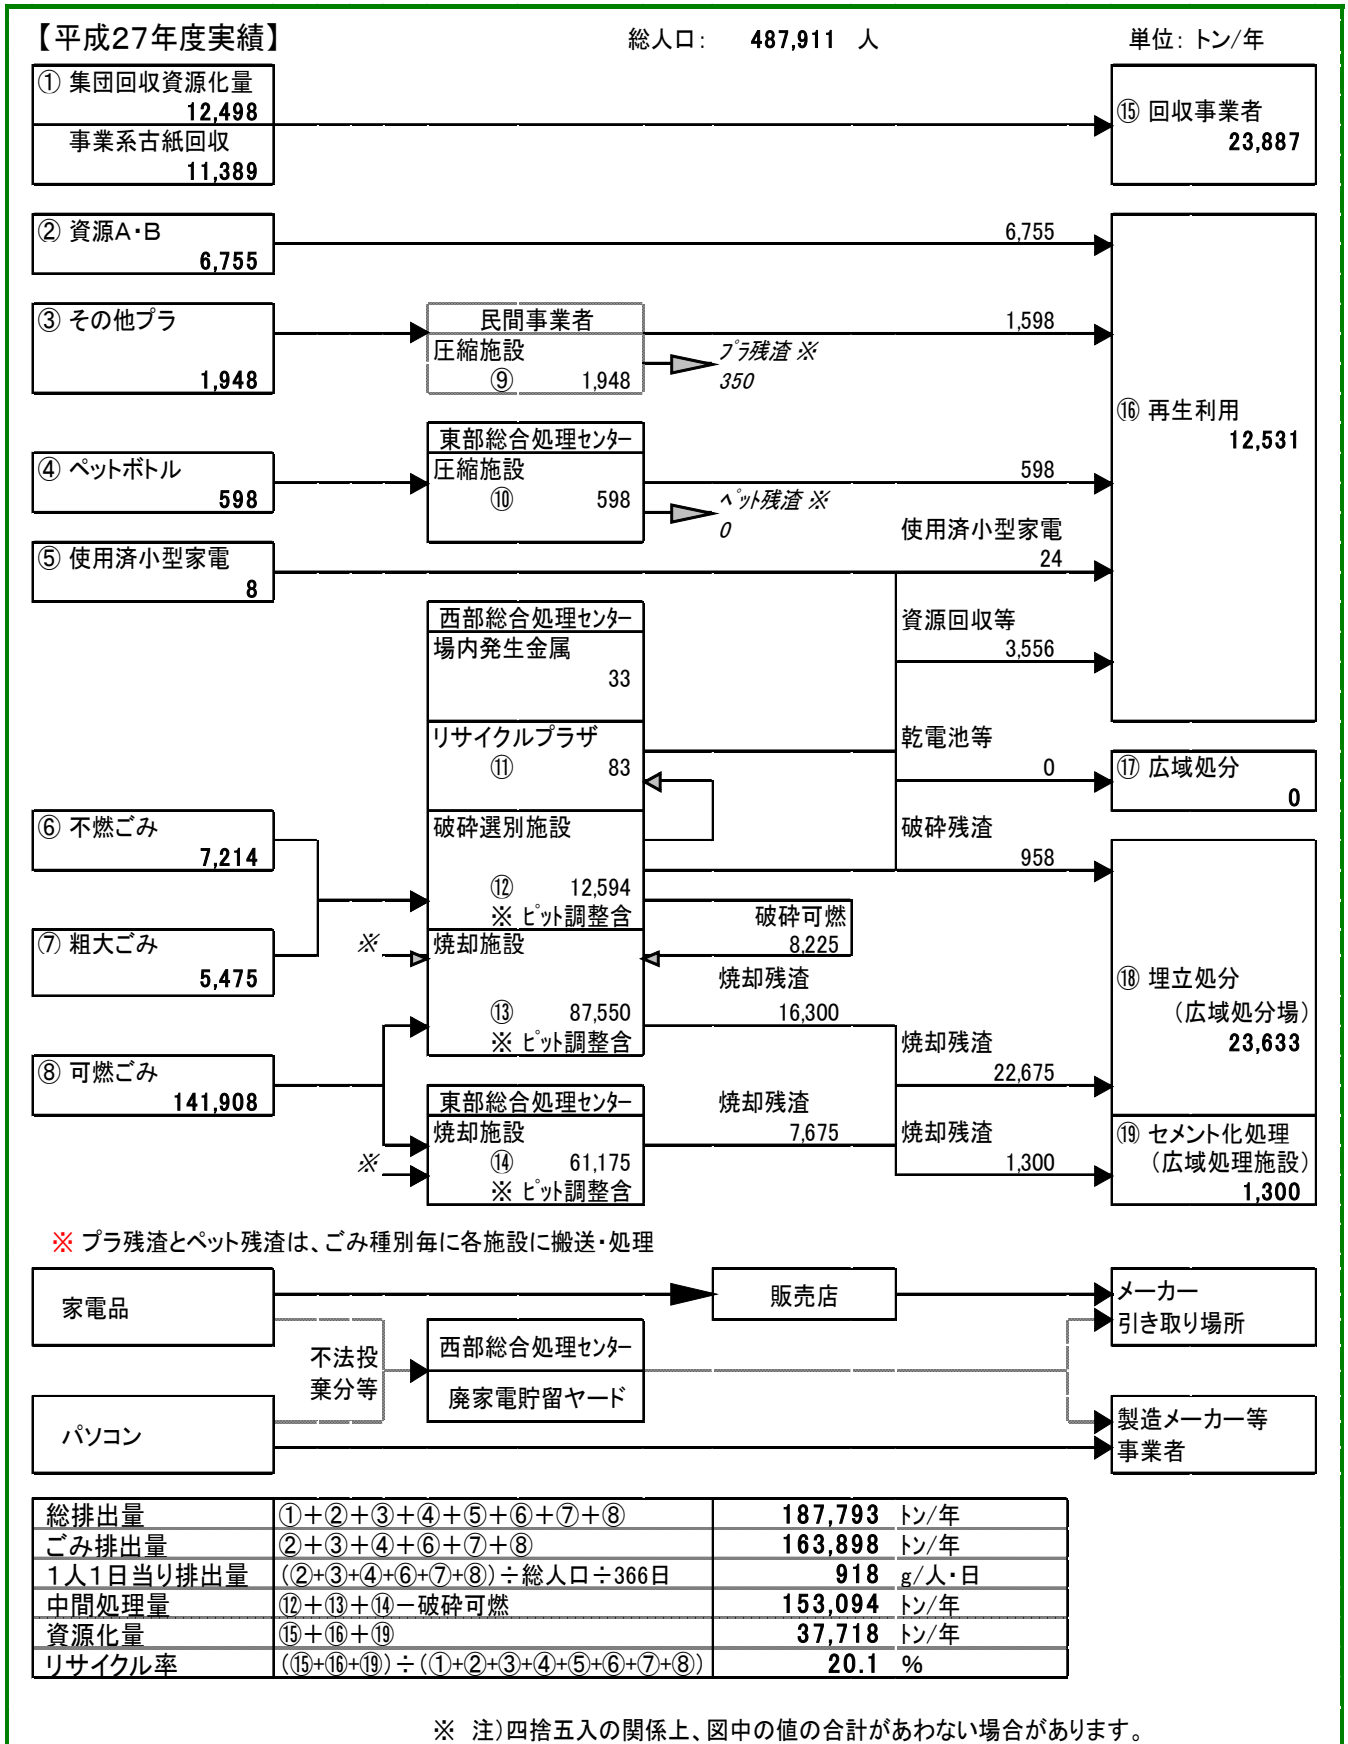 【平成27年度実績】 総人口: 487,911 人 単位: トン/年
① 集団回収資源化量
12,498
事業系古紙回収
11,389
⑮ 回収事業者
23,887
② 資源A・B
6,755
6,755
③ その他プラ
1,948
民間事業者
圧縮施設
⑨ 1,948
1,598
プラ残渣 ※
350
⑯ 再生利用
12,531
④ ペットボトル
598
東部総合処理センター
圧縮施設
⑩ 598
598
ペット残渣 ※
0
⑤ 使用済小型家電
8
使用済小型家電
24
西部総合処理センター
場内発生金属
33
資源回収等
3,556
リサイクルプラザ
⑪ 83
乾電池等
0
⑰ 広域処分
0
⑥ 不燃ごみ
7,214
破砕選別施設
⑫ 12,594
※ ピット調整含
破砕残渣
958
破砕可燃
8,225
⑦ 粗大ごみ
5,475
※
焼却施設
⑬ 87,550
※ ピット調整含
焼却残渣
16,300
⑱ 埋立処分
(広域処分場)
23,633
焼却残渣
22,675
⑧ 可燃ごみ
141,908
東部総合処理センター
焼却施設
⑭ 61,175
※ ピット調整含
※
焼却残渣
7,675
焼却残渣
1,300
⑲ セメント化処理
(広域処理施設)
1,300
※ プラ残渣とペット残渣は、ごみ種別毎に各施設に搬送・処理
家電品
販売店
メーカー
引き取り場所
不法投
棄分等
西部総合処理センター
廃家電貯留ヤード
パソコン
製造メーカー等
事業者
総排出量 ①+②+③+④+⑤+⑥+⑦+⑧ 187,793 トン/年
ごみ排出量 ②+③+④+⑥+⑦+⑧ 163,898 トン/年
1人1日当り排出量 (②+③+④+⑥+⑦+⑧)÷総人口÷366日 918 g/人・日
中間処理量 ⑫+⑬+⑭-破砕可燃 153,094 トン/年
資源化量 ⑮+⑯+⑲ 37,718 トン/年
リサイクル率 (⑮+⑯+⑲)÷(①+②+③+④+⑤+⑥+⑦+⑧) 20.1 %
※ 注)四捨五入の関係上、図中の値の合計があわない場合があります。